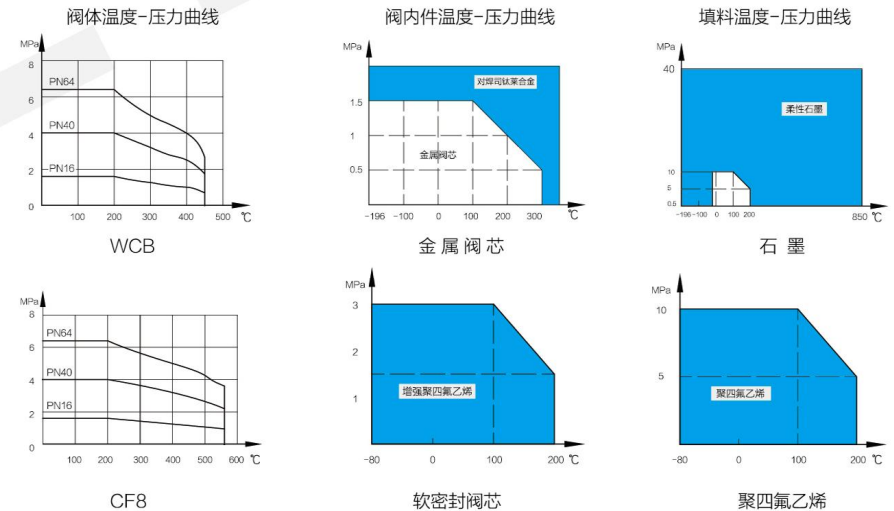 阀体温度-压力曲线
MPa
8
6
4
2
0
PN64
PN40
PN16
100
200
300
400
500
℃
WCB
阀内件温度-压力曲线
MPa
1.5
1
0.5
对焊司钛莱合金
金属阀芯
-196
-100
0
100
200
300
℃
金属阀芯
填料温度-压力曲线
MPa
40
10
5
0.5
柔性石墨
-196
-100
0
100
200
850
℃
石墨
MPa
8
6
4
2
0
PN64
PN40
PN16
100
200
300
400
500
600
℃
CF8
MPa
3
2
1
增强聚四氟乙烯
-80
0
100
200
℃
软密封阀芯
MPa
10
5
聚四氟乙烯
-80
0
100
200
℃
聚四氟乙烯